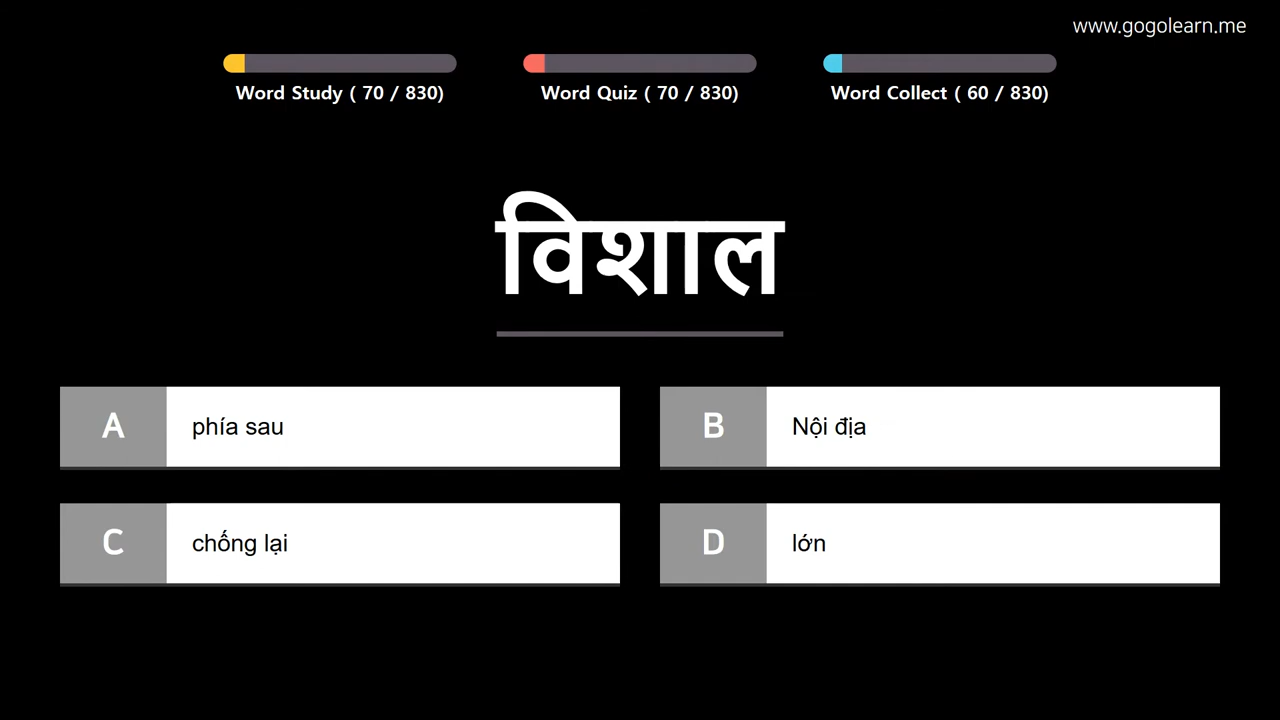 www.gogolearn.me
Word Study ( 70 / 830)
Word Quiz ( 70 / 830)
Word Collect ( 60 / 830)
विशाल
A phía sau
B Nội địa
C chống lại
D lớn